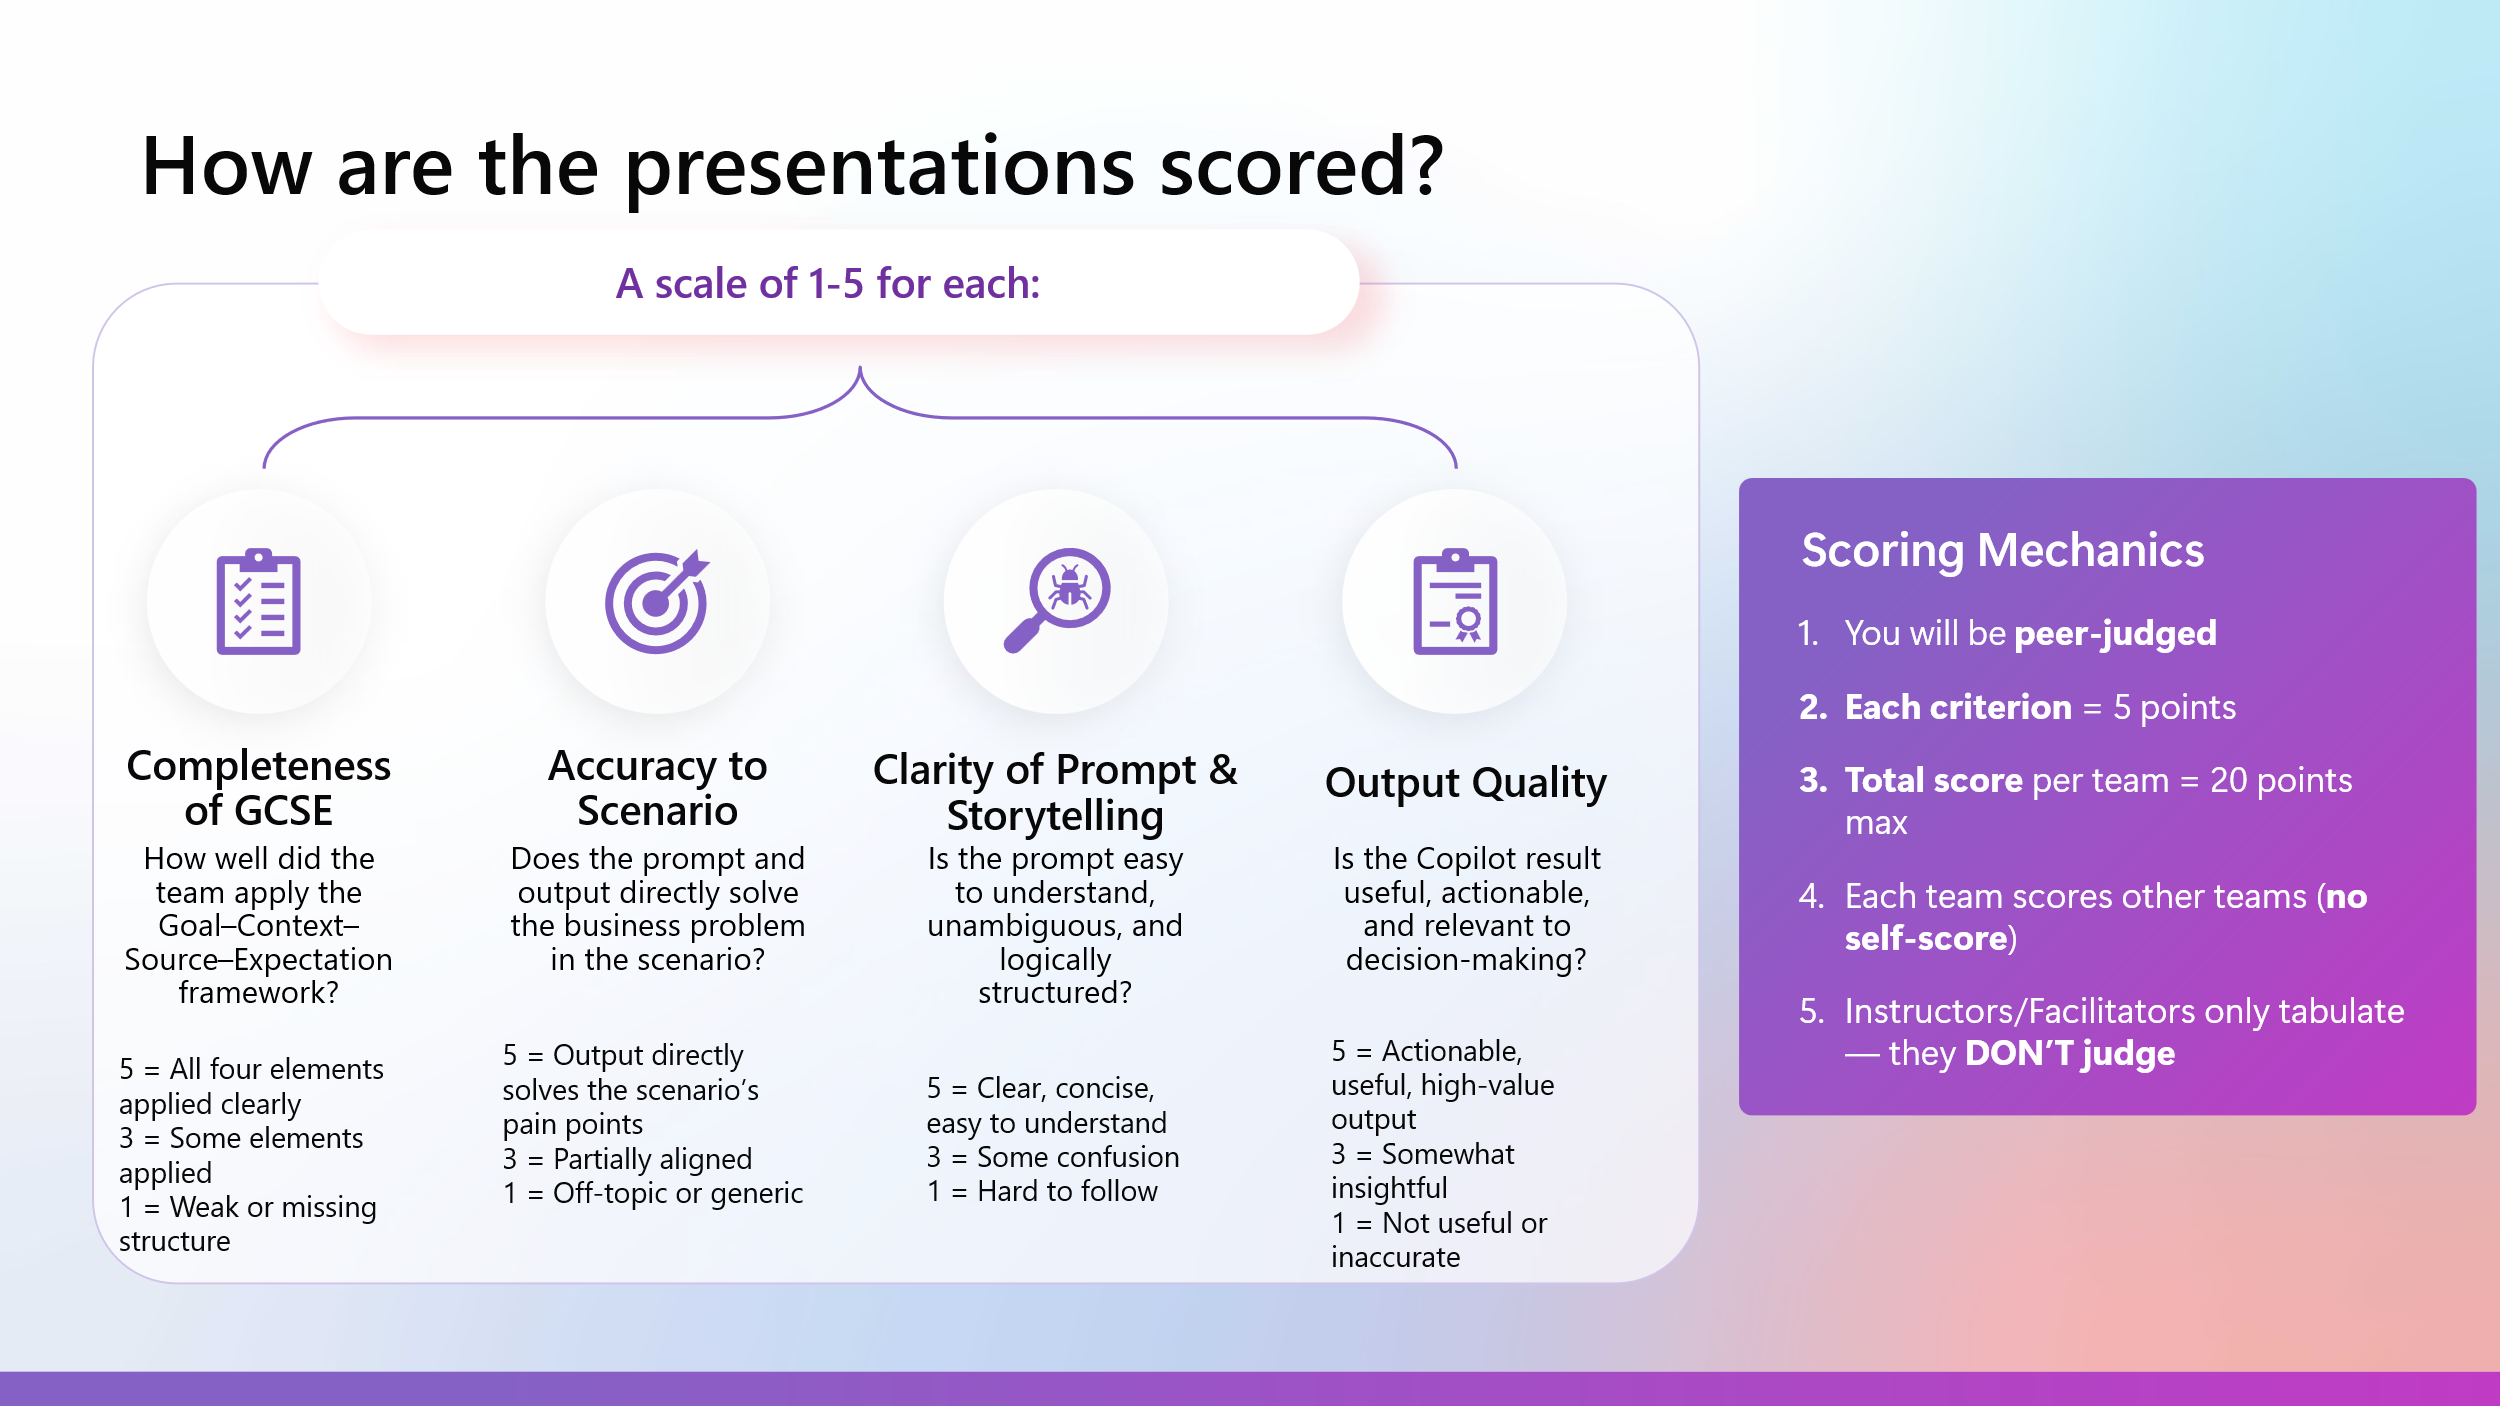 How are the presentations scored?
A scale of 1-5 for each:
Completeness
of GCSE
How well did the
team apply the
Goal–Context–
Source–Expectation
framework?
5 = All four elements
applied clearly
3 = Some elements
applied
1 = Weak or missing
structure
Accuracy to
Scenario
Does the prompt and
output directly solve
the business problem
in the scenario?
5 = Output directly
solves the scenario’s
pain points
3 = Partially aligned
1 = Off-topic or generic
Clarity of Prompt &
Storytelling
Is the prompt easy
to understand,
unambiguous, and
logically
structured?
5 = Clear, concise,
easy to understand
3 = Some confusion
1 = Hard to follow
Output Quality
Is the Copilot result
useful, actionable,
and relevant to
decision-making?
5 = Actionable,
useful, high-value
output
3 = Somewhat
insightful
1 = Not useful or
inaccurate
Scoring Mechanics
1. You will be peer-judged
2. Each criterion = 5 points
3. Total score per team = 20 points
max
4. Each team scores other teams (no
self-score)
5. Instructors/Facilitators only tabulate
— they DON’T judge